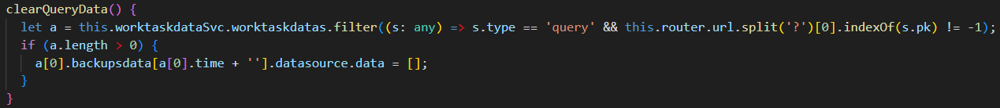 clearQueryData() {
let a = this.worktaskdataSvc.worktaskdatas.filter((s: any) => s.type == 'query' && this.router.url.split('?')[0].indexOf(s.pk) != -1);
if (a.length > 0) {
a[0].backupsdata[a[0].time + ''].datasource.data = [];
}
}